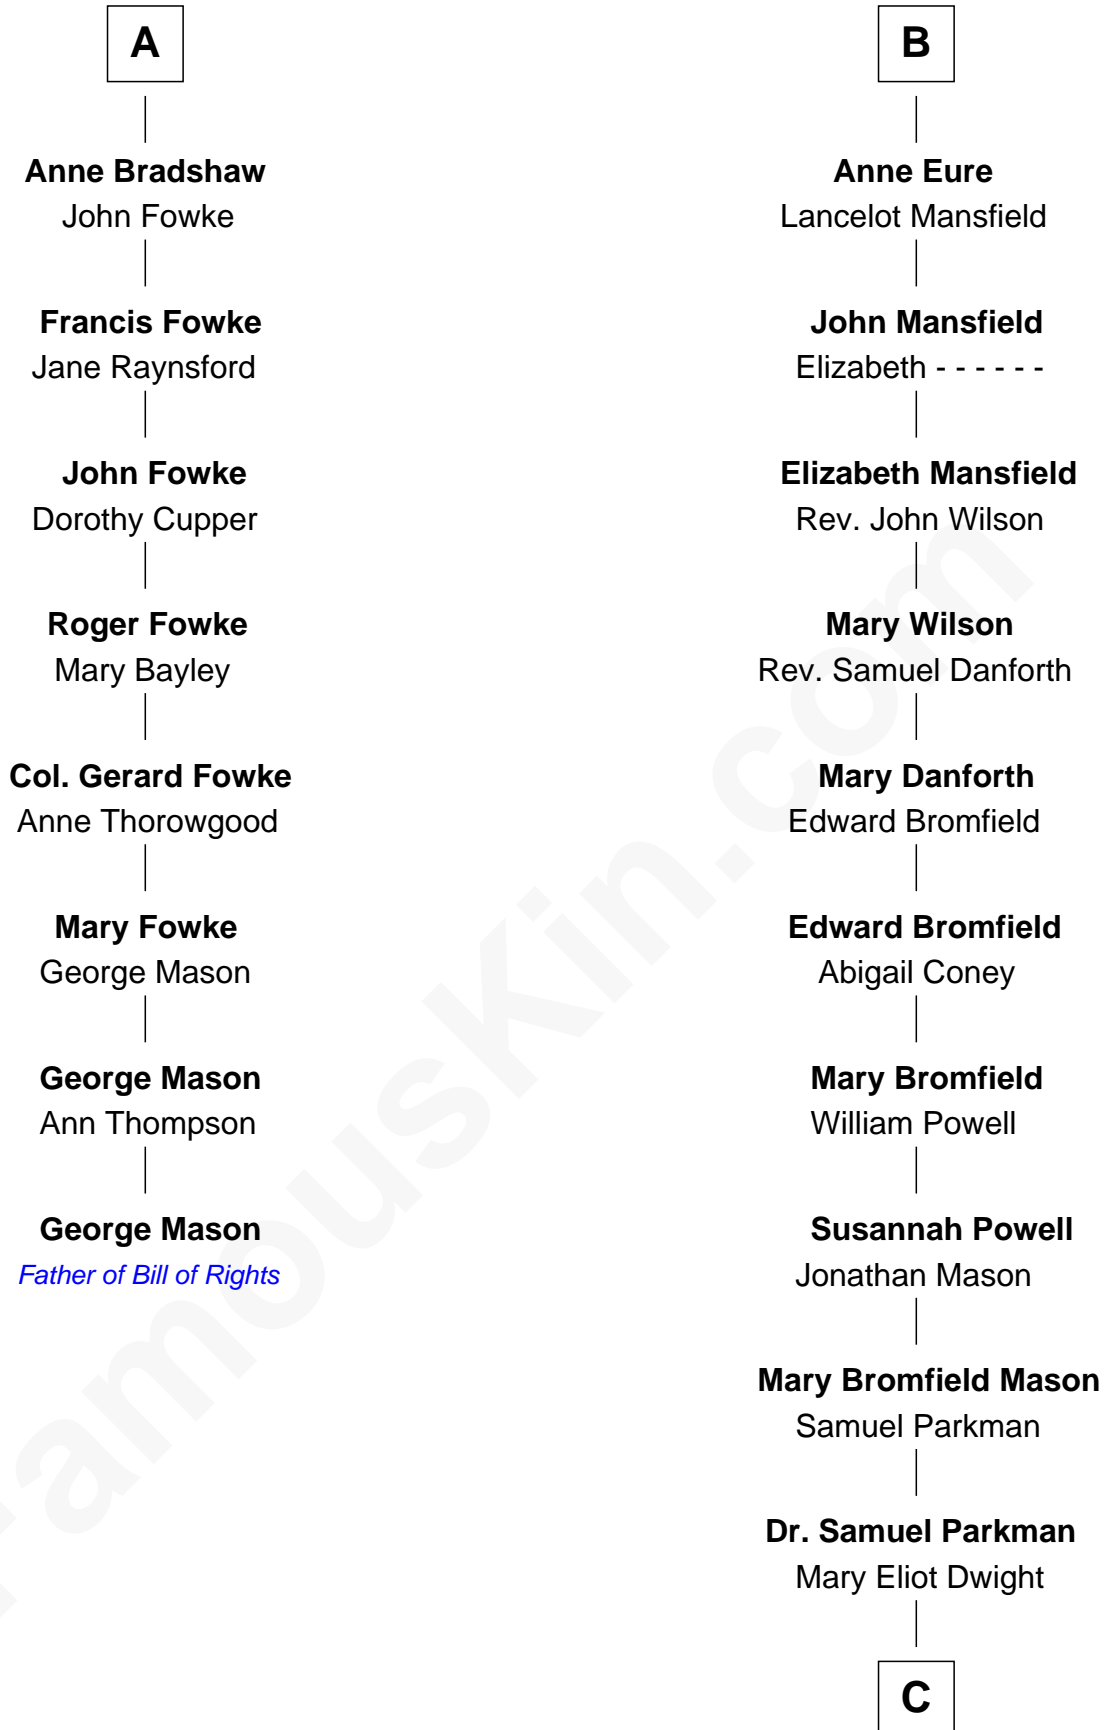 A
Anne Bradshaw
John Fowke
Francis Fowke
Jane Raynsford
John Fowke
Dorothy Cupper
Roger Fowke
Mary Bayley
Col. Gerard Fowke
Anne Thorowgood
Mary Fowke
George Mason
George Mason
Ann Thompson
George Mason
Father of Bill of Rights
B
Anne Eure
Lancelot Mansfield
John Mansfield
Elizabeth - - - - - -
Elizabeth Mansfield
Rev. John Wilson
Mary Wilson
Rev. Samuel Danforth
Mary Danforth
Edward Bromfield
Edward Bromfield
Abigail Coney
Mary Bromfield
William Powell
Susannah Powell
Jonathan Mason
Mary Bromfield Mason
Samuel Parkman
Dr. Samuel Parkman
Mary Eliot Dwight
C
FamousKin.com